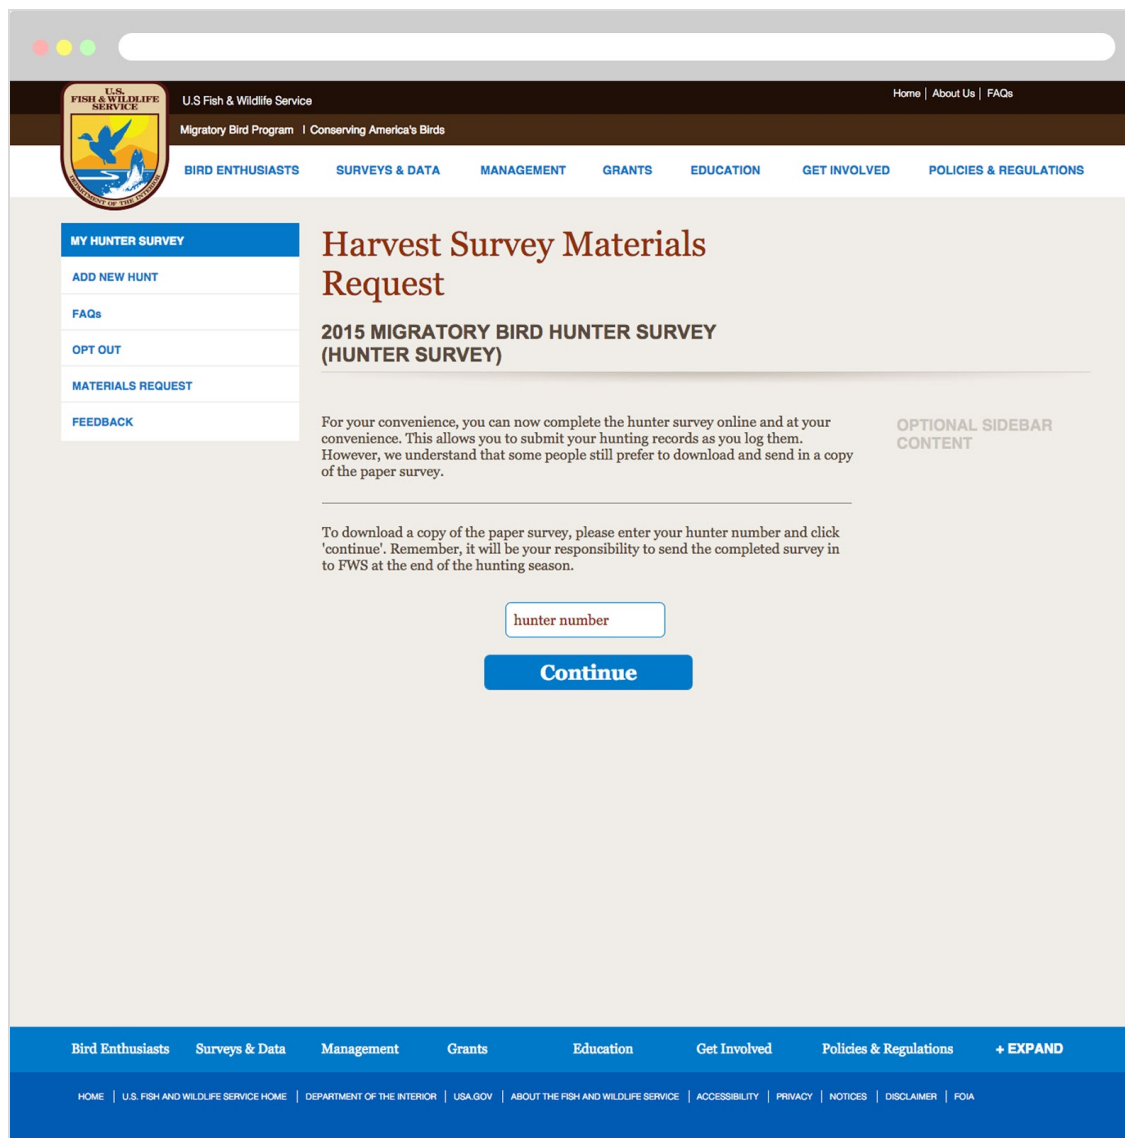 U.S.
FISH & WILDLIFE
SERVICE
DEPARTMENT OF THE INTERIOR
U.S Fish & Wildlife Service
Home | About Us | FAQs
Migratory Bird Program | Conserving America's Birds
BIRD ENTHUSIASTS SURVEYS & DATA MANAGEMENT GRANTS EDUCATION GET INVOLVED POLICIES & REGULATIONS
MY HUNTER SURVEY
ADD NEW HUNT
FAQs
OPT OUT
MATERIALS REQUEST
FEEDBACK
Harvest Survey Materials
Request
2015 MIGRATORY BIRD HUNTER SURVEY
(HUNTER SURVEY)
For your convenience, you can now complete the hunter survey online and at your
convenience. This allows you to submit your hunting records as you log them.
However, we understand that some people still prefer to download and send in a copy
of the paper survey.
OPTIONAL SIDEBAR
CONTENT
To download a copy of the paper survey, please enter your hunter number and click
'continue'. Remember, it will be your responsibility to send the completed survey in
to FWS at the end of the hunting season.
hunter number
Continue
Bird Enthusiasts Surveys & Data Management Grants Education Get Involved Policies & Regulations + EXPAND
HOME | U.S. FISH AND WILDLIFE SERVICE HOME | DEPARTMENT OF THE INTERIOR | USA.GOV | ABOUT THE FISH AND WILDLIFE SERVICE | ACCESSIBILITY | PRIVACY | NOTICES | DISCLAIMER | FOIA